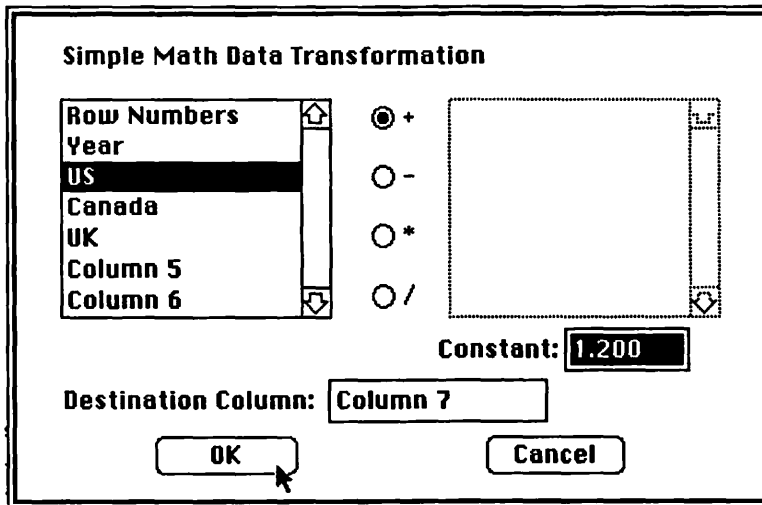 Simple Math Data Transformation
Row Numbers
Year
US
Canada
UK
Column 5
Column 6
+
-
*
/
Constant: 1.200
Destination Column: Column 7
OK
Cancel